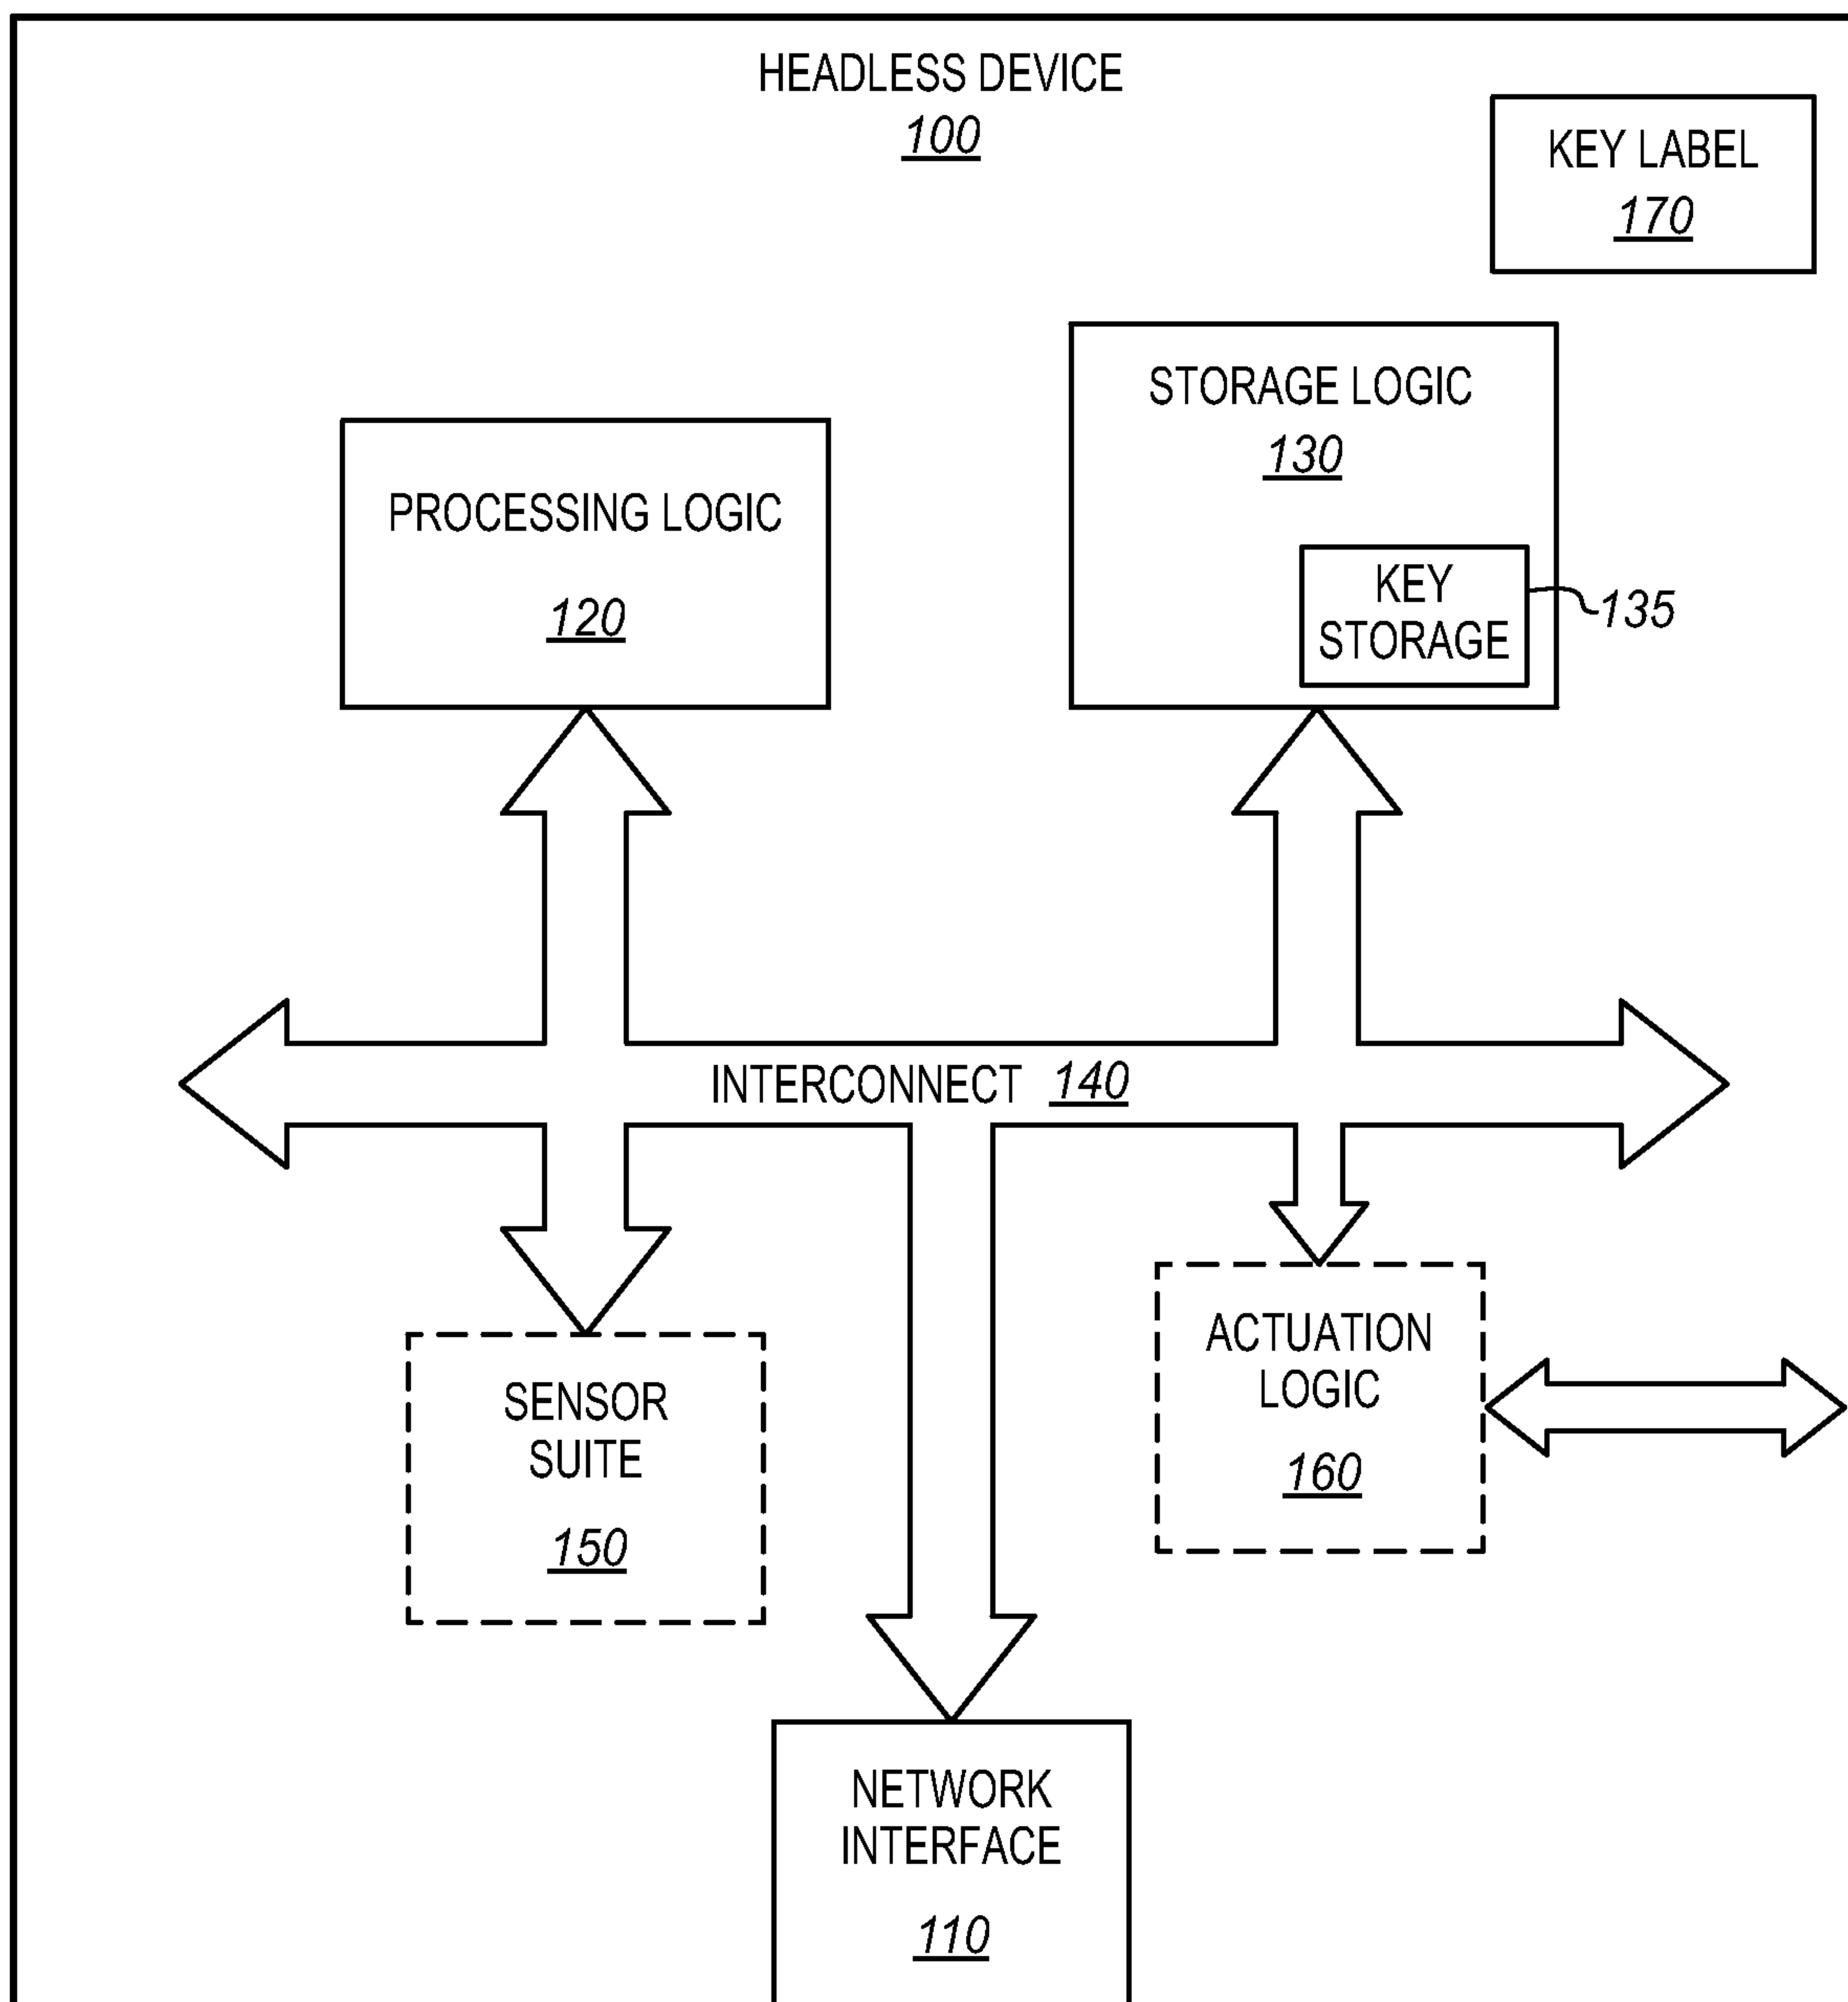 HEADLESS DEVICE
100
KEY LABEL
170
STORAGE LOGIC
130
KEY
STORAGE
135
PROCESSING LOGIC
120
INTERCONNECT 140
SENSOR
SUITE
150
ACTUATION
LOGIC
160
NETWORK
INTERFACE
110